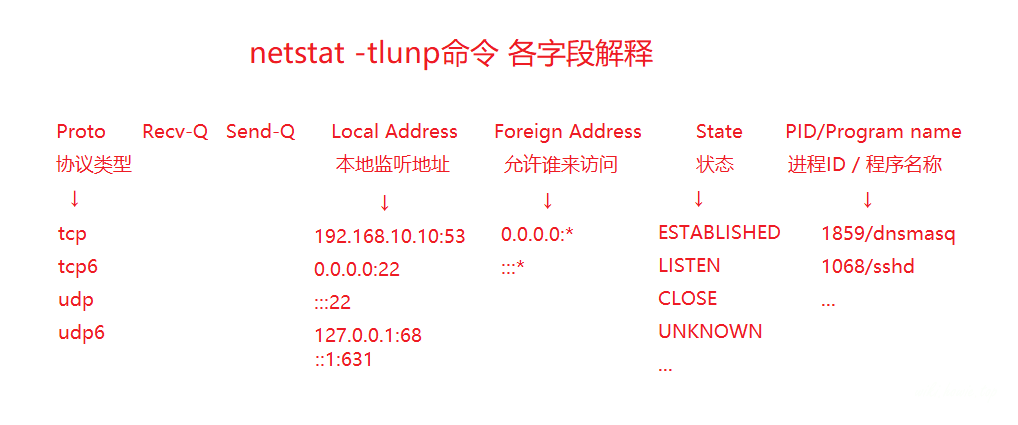 netstat -tlunp命令 各字段解释
Proto Recv-Q Send-Q Local Address Foreign Address State PID/Program name
协议类型 本地监听地址 允许谁来访问 状态 进程ID / 程序名称
↓ ↓ ↓ ↓ ↓
tcp 192.168.10.10:53 0.0.0.0:* ESTABLISHED 1859/dnsmasq
tcp6 0.0.0.0:22 :::* LISTEN 1068/sshd
udp :::22 CLOSE ...
udp6 127.0.0.1:68 UNKNOWN
::1:631 ...